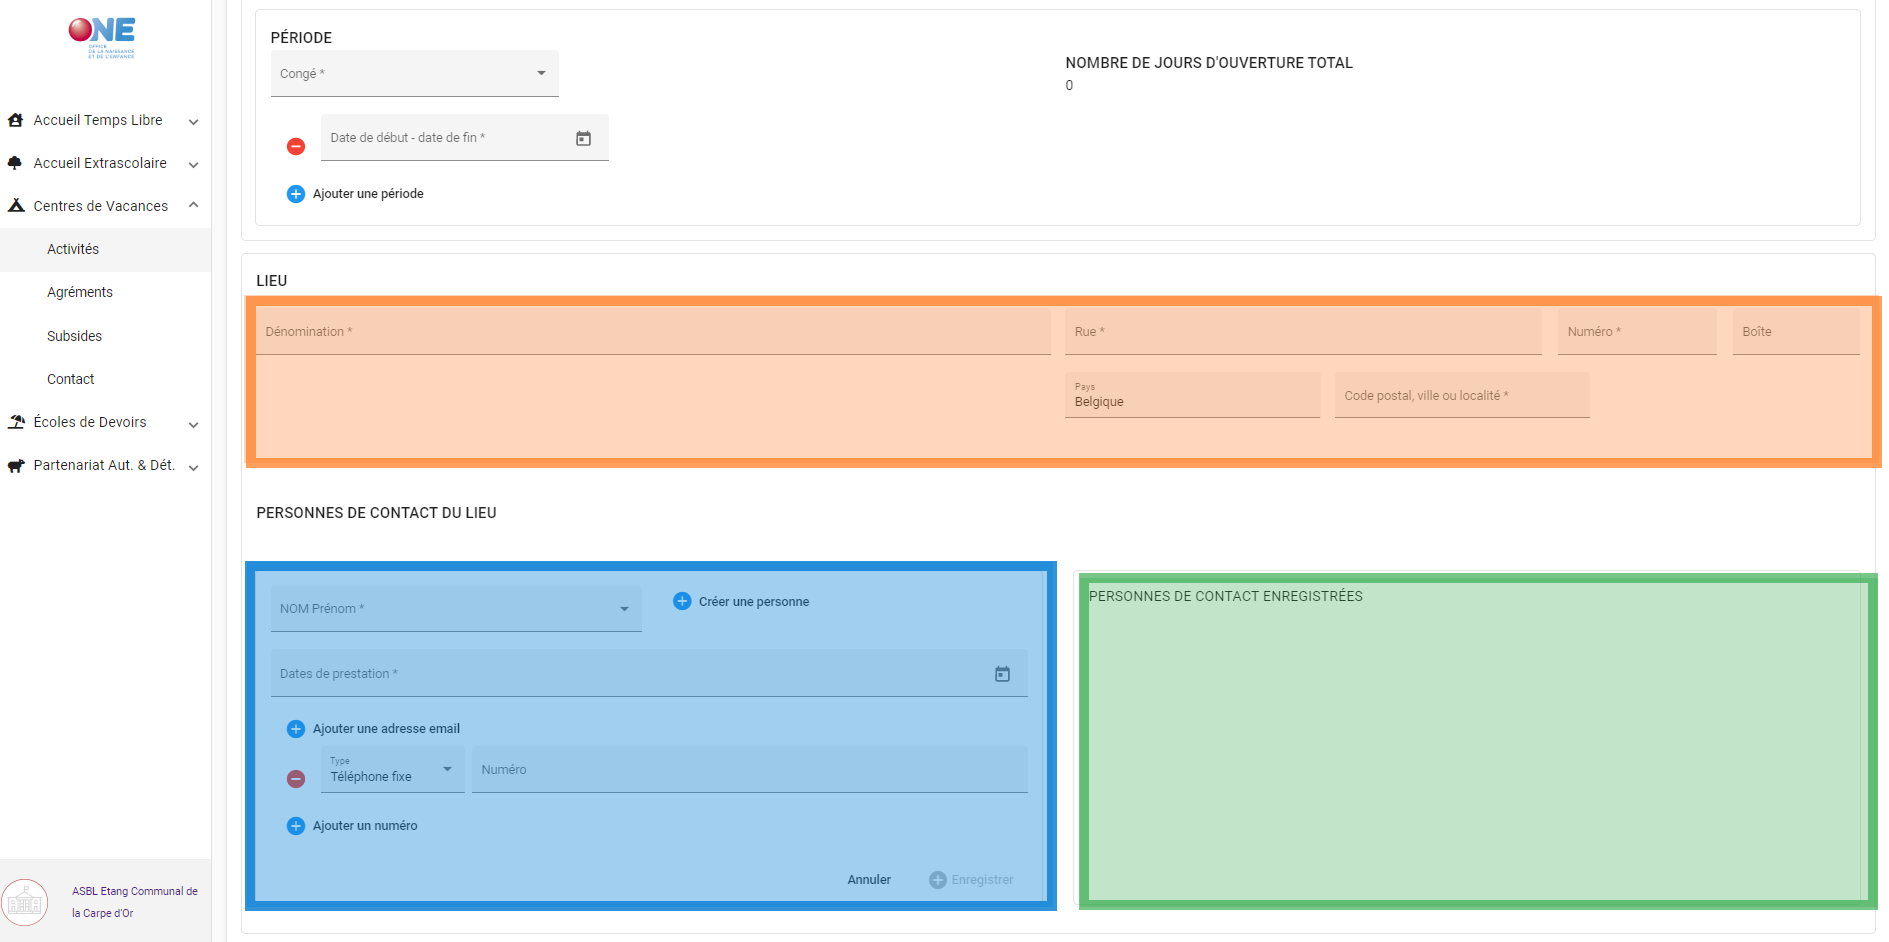 ONE
OFFICE
DE LA NAISSANCE
ET DE L'ENFANCE
Accueil Temps Libre
Accueil Extrascolaire
Centres de Vacances
Activités
Agréments
Subsides
Contact
Écoles de Devoirs
Partenariat Aut. & Dét.
ASBL Etang Communal de
la Carpe d'Or
PÉRIODE
Congé *
NOMBRE DE JOURS D'OUVERTURE TOTAL
0
Date de début - date de fin *
Ajouter une période
LIEU
Dénomination *
Rue *
Numéro *
Boîte
Pays
Belgique
Code postal, ville ou localité *
PERSONNES DE CONTACT DU LIEU
NOM Prénom *
Créer une personne
Dates de prestation *
Ajouter une adresse email
Type
Téléphone fixe
Numéro
Ajouter un numéro
Annuler
Enregistrer
PERSONNES DE CONTACT ENREGISTRÉES